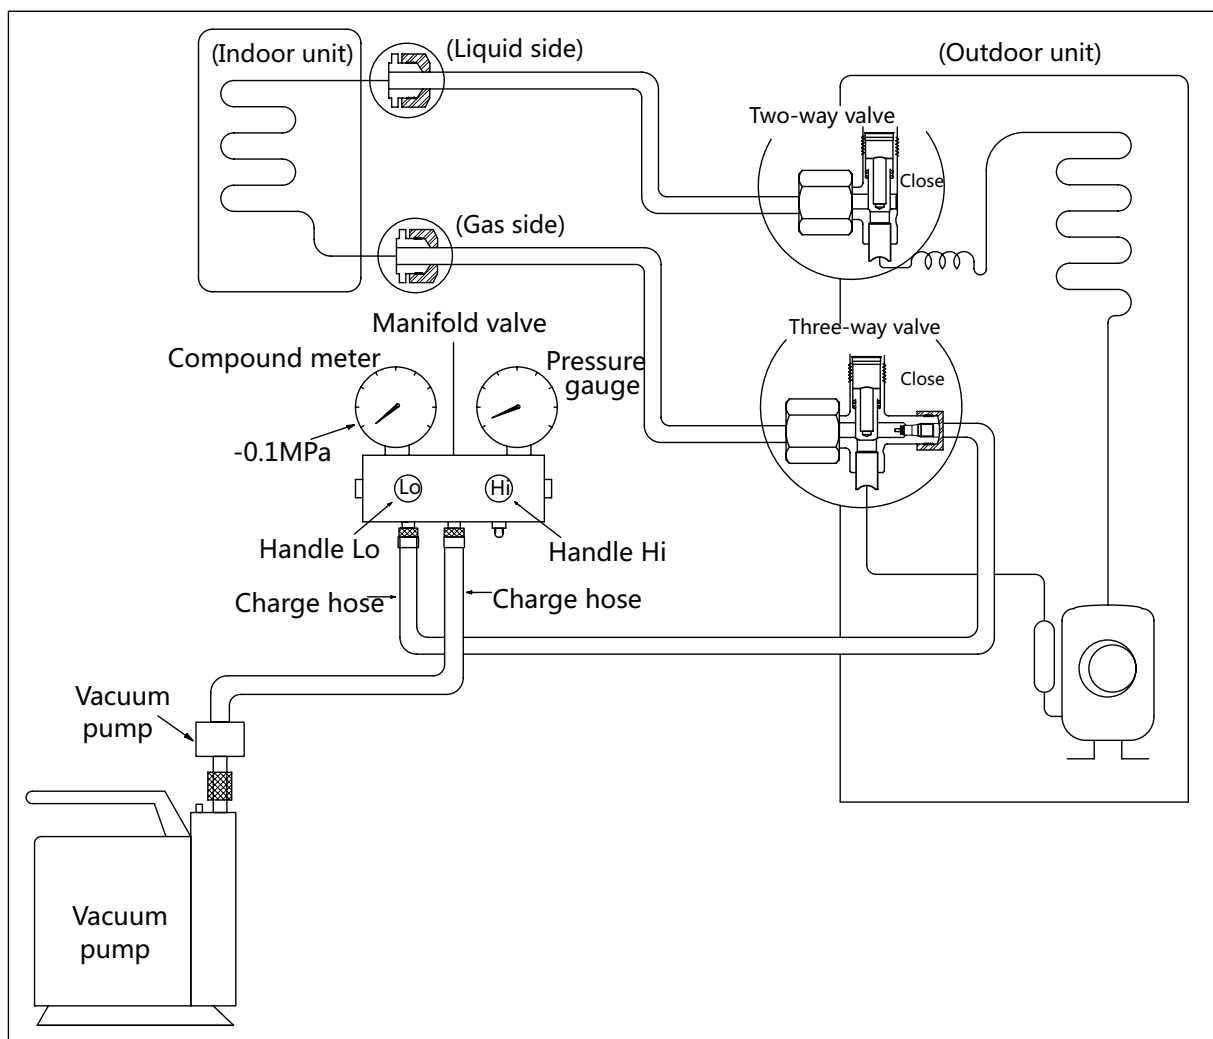 (Indoor unit)
(Liquid side)
(Outdoor unit)
Two-way valve
Close
(Gas side)
Manifold valve
Three-way valve
Compound meter
Pressure
gauge
Close
-0.1MPa
Lo
Hi
Handle Lo
Handle Hi
Charge hose
Charge hose
Vacuum
pump
Vacuum
pump